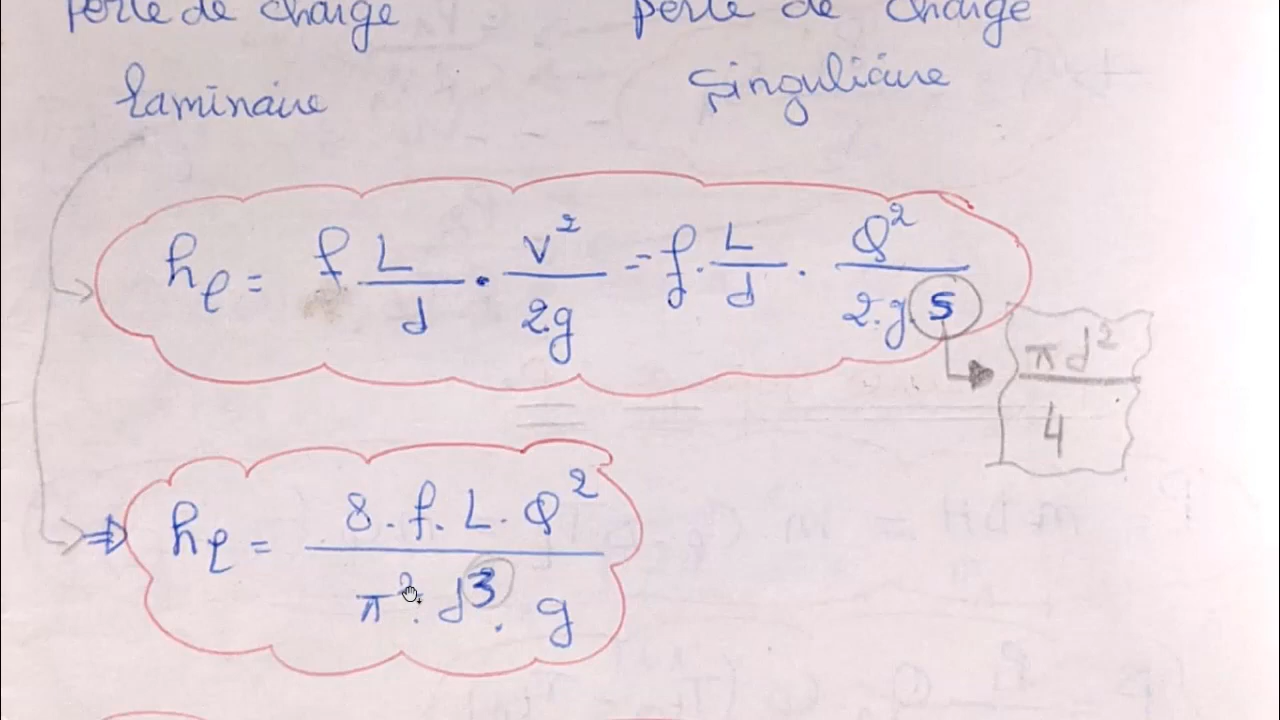 perte de charge perte de charge
laminaire singulière
hℓ = f L/d · V²/2.g = f. L/d . Q²/2.g.S
πd²/4
⇒ hℓ = 8. f. L. Q² / π². d³. g